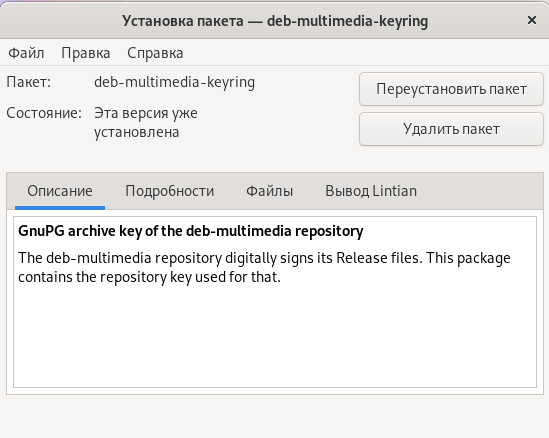 Установка пакета — deb-multimedia-keyring
×
Файл Правка Справка
Пакет: deb-multimedia-keyring
Переустановить пакет
Состояние: Эта версия уже
установлена
Удалить пакет
Описание Подробности Файлы Вывод Lintian
GnuPG archive key of the deb-multimedia repository
The deb-multimedia repository digitally signs its Release files. This package
contains the repository key used for that.